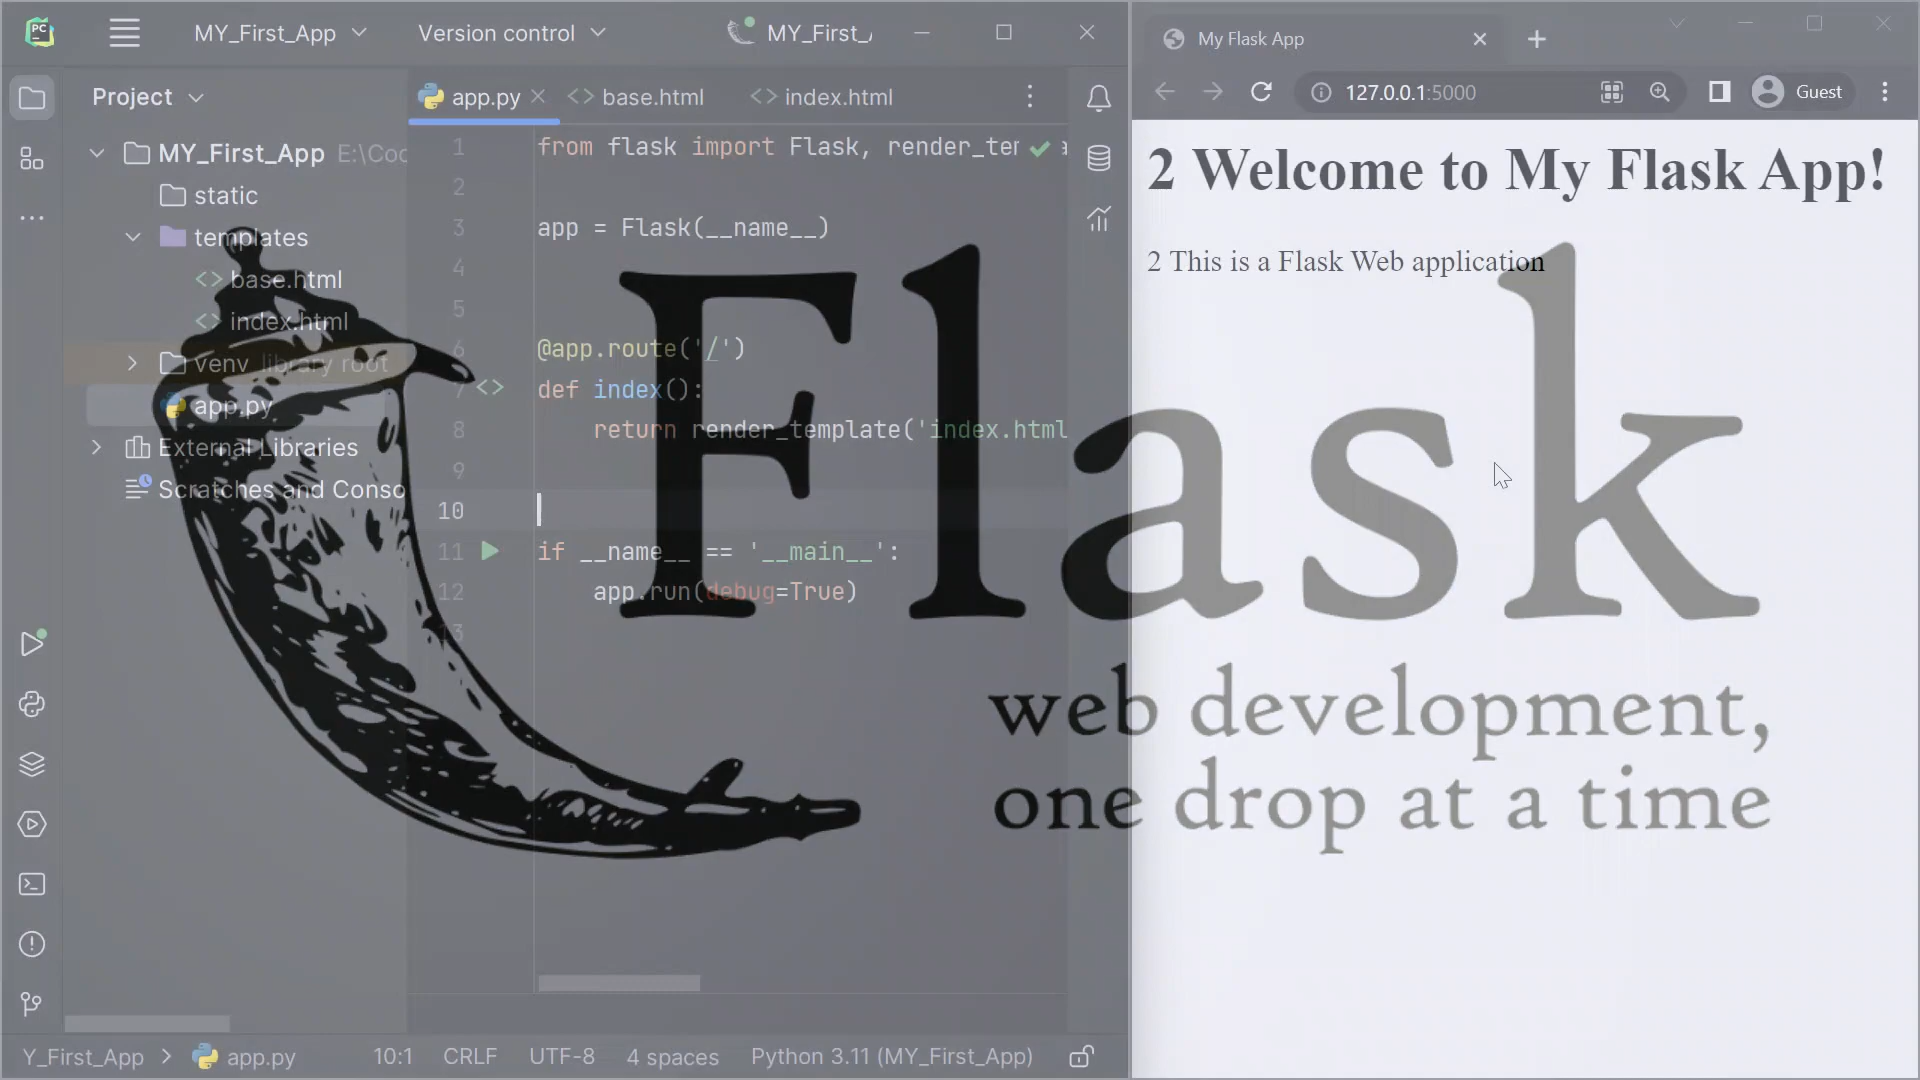 PC
MY_First_App
Version control
MY_First_
Project
MY_First_App E:\Coc
static
templates
base.html
index.html
venv library root
app.py
External Libraries
Scratches and Conso
app.py
base.html
index.html
1 from flask import Flask, render_te
2
3 app = Flask(__name__)
4
5
6 @app.route('/')
7 def index():
8 return render_template('index.html
9
10
11 if __name__ == '__main__':
12 app.run(debug=True)
13
Y_First_App > app.py
10:1
CRLF
UTF-8
4 spaces
Python 3.11 (MY_First_App)
My Flask App
127.0.0.1:5000
Guest
2 Welcome to My Flask App!
2 This is a Flask Web application
Flask
web development,
one drop at a time